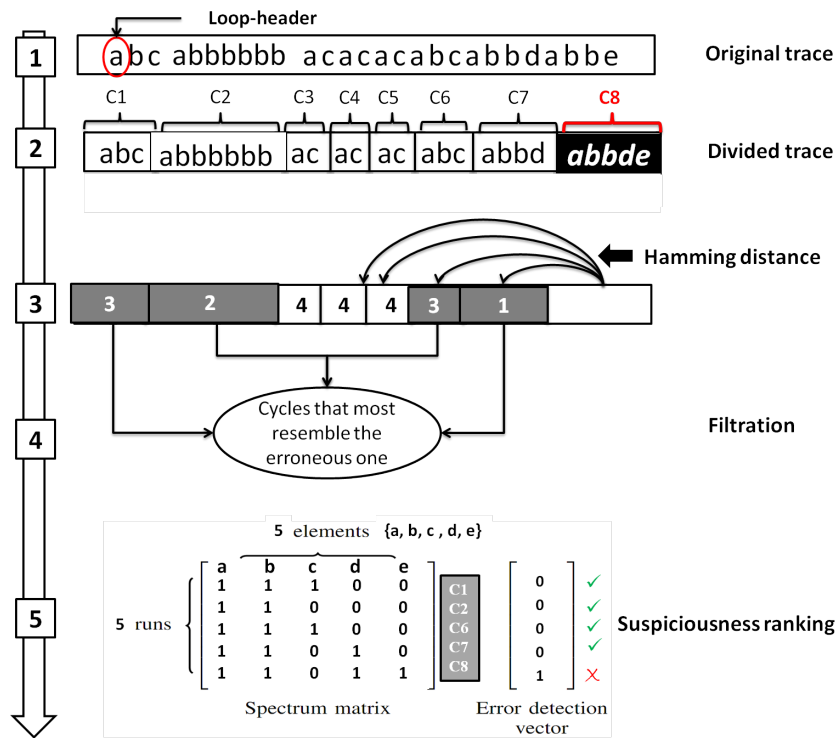 Loop-header
1
abc abbbbbb acacacabcabbdabbe
Original trace
C1 C2 C3 C4 C5 C6 C7 C8
2
abc abbbbbb ac ac ac abc abbd abbde
Divided trace
Hamming distance
3
3 2 4 4 4 3 1
4
Cycles that most
resemble the
erroneous one
Filtration
5 elements {a, b, c , d, e}
a b c d e
1 1 1 0 0 C1 0 ✓
1 1 0 0 0 C2 0 ✓
1 1 1 0 0 C6 0 ✓
1 1 0 1 0 C7 0 ✓
1 1 0 1 1 C8 1 X
5
5 runs
Suspiciousness ranking
Spectrum matrix
Error detection
vector